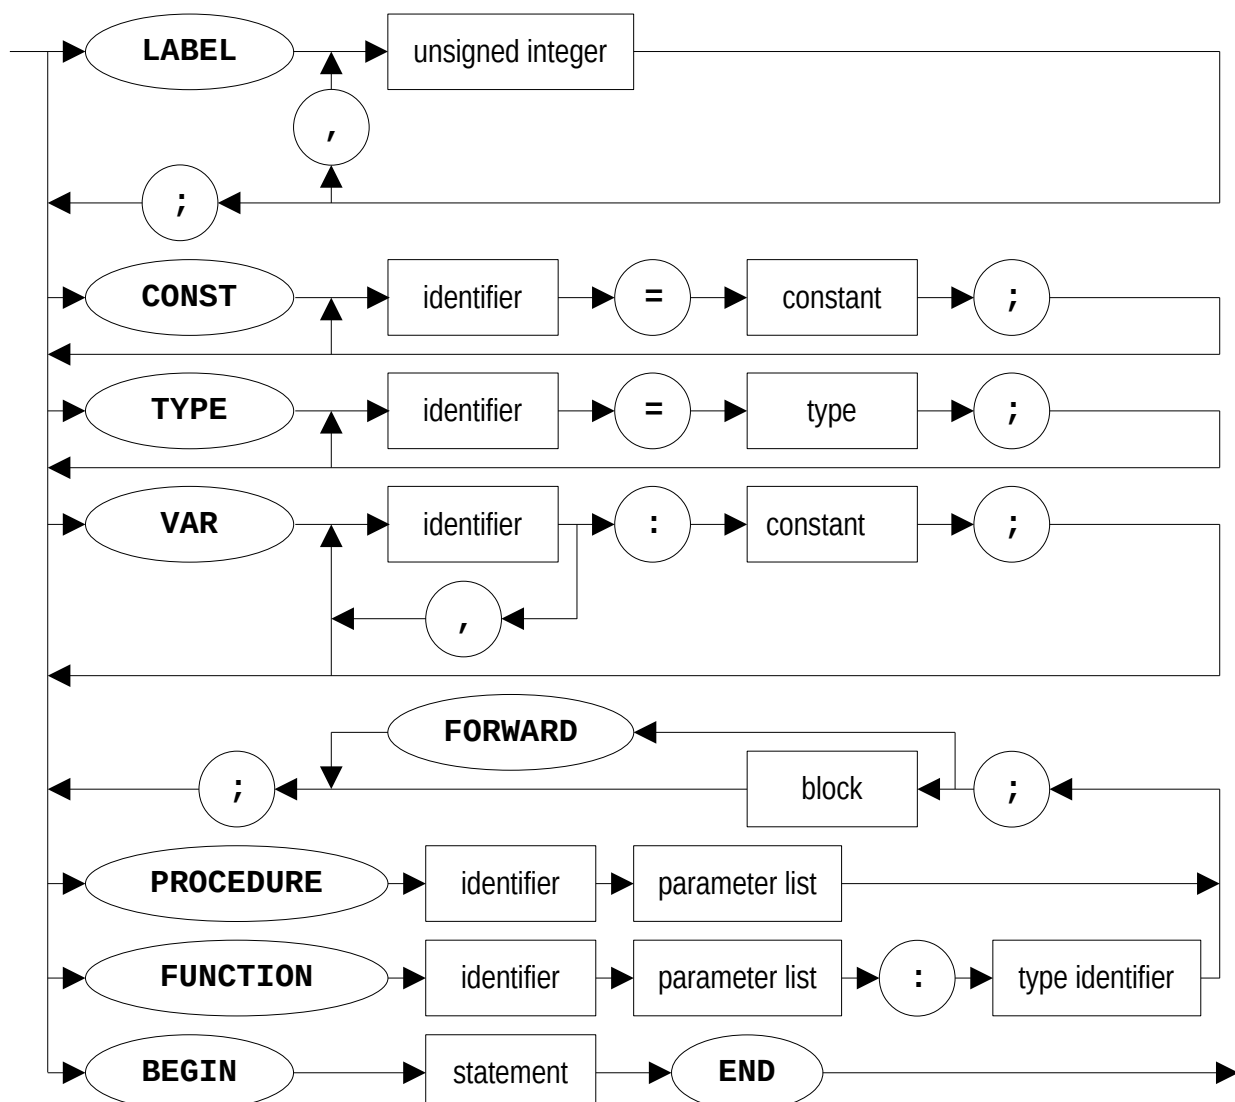 LABEL unsigned integer
,
;
CONST identifier = constant ;
TYPE identifier = type ;
VAR identifier : constant ;
,
FORWARD
; block ;
PROCEDURE identifier parameter list
FUNCTION identifier parameter list : type identifier
BEGIN statement END